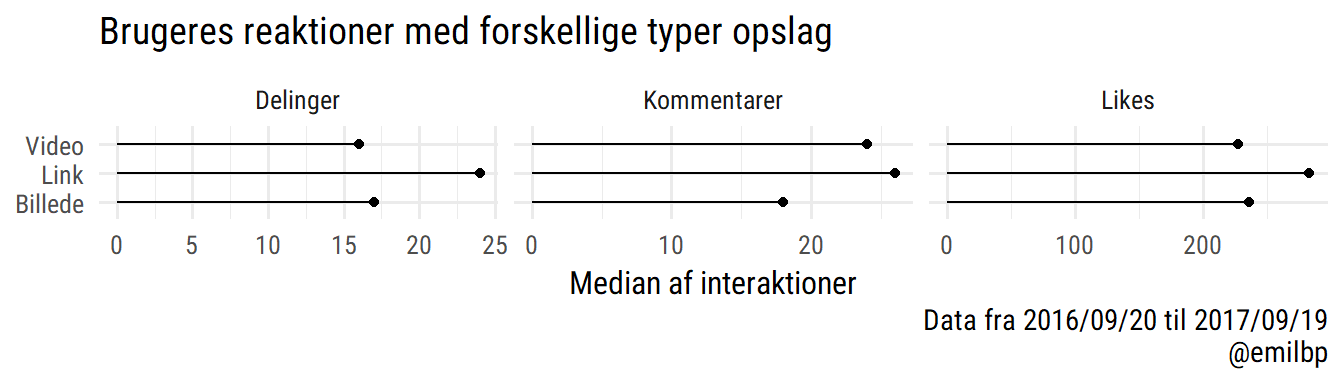 Brugeres reaktioner med forskellige typer opslag
Delinger
Kommentarer
Likes
Video
Link
Billede
0 5 10 15 20 25
0 10 20
0 100 200
Median af interaktioner
Data fra 2016/09/20 til 2017/09/19
@emilbp